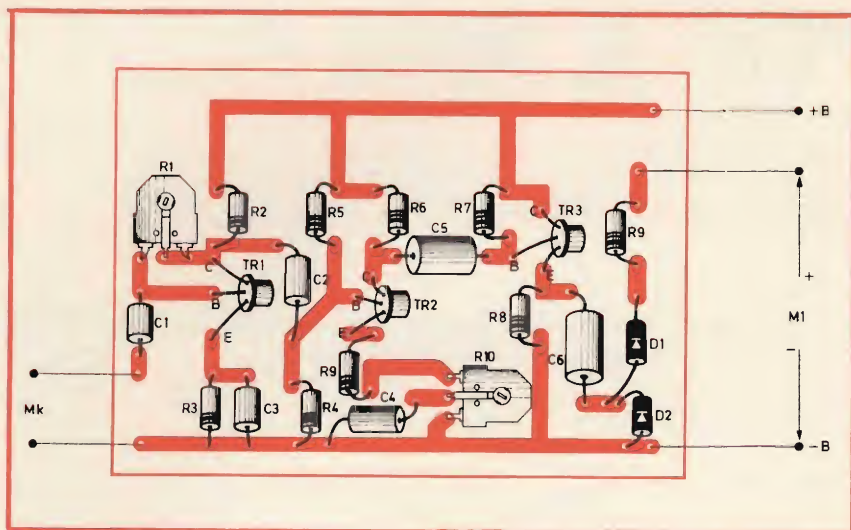 +B
R1
R2
R5
R6
R7
C
TR3
R9
C5
C
TR1
C2
C
B
E
B
B
TR2
C1
R8
+
M1
−
E
E
C6
D1
R9
R10
Mk
R3
C3
R4
C4
D2
−B